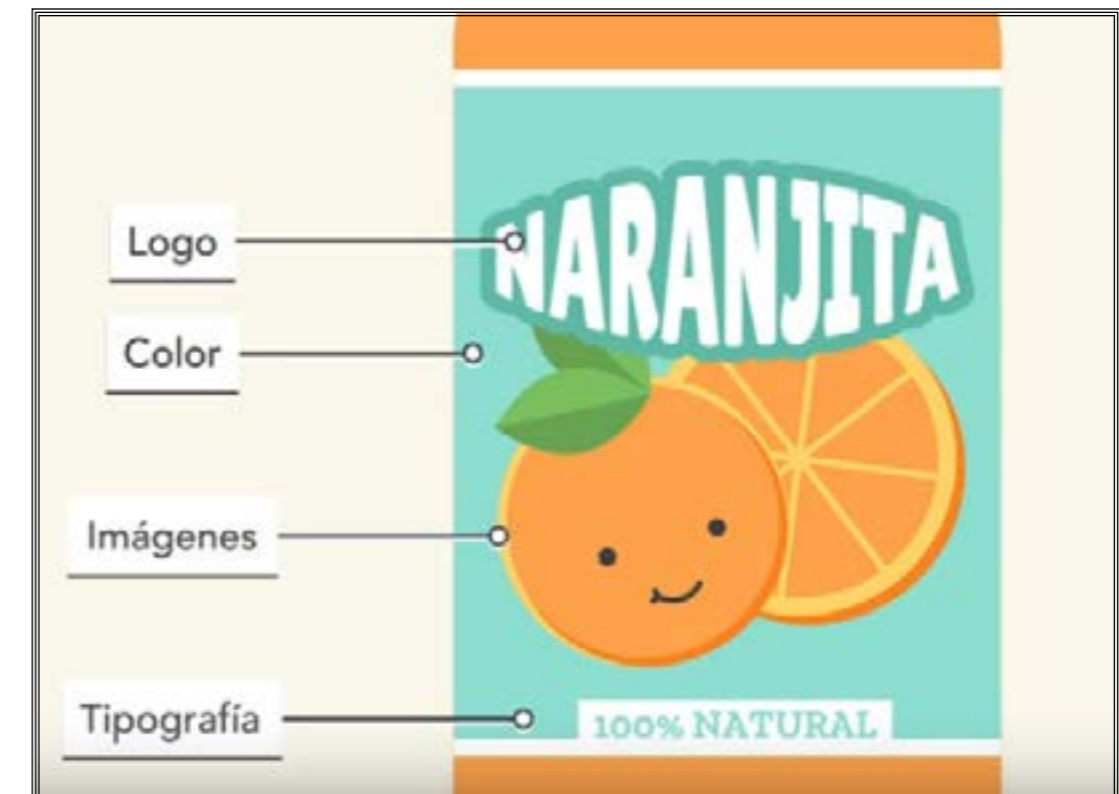 NARANJITA
Logo
Color
Imágenes
Tipografía
100% NATURAL